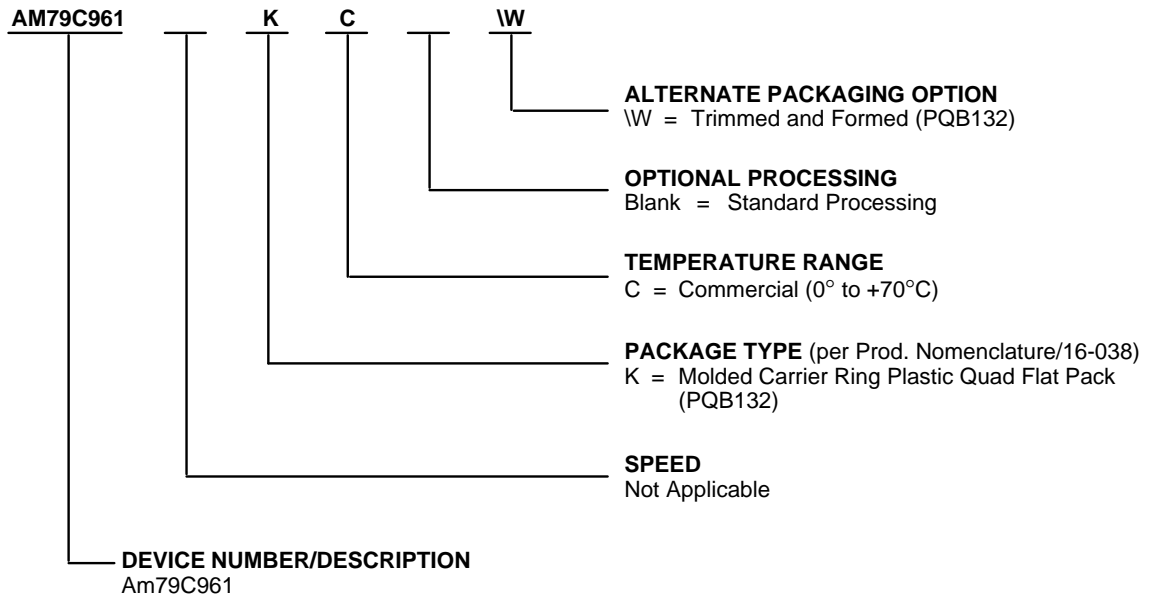 AM79C961 K C \W
ALTERNATE PACKAGING OPTION
\W = Trimmed and Formed (PQB132)
OPTIONAL PROCESSING
Blank = Standard Processing
TEMPERATURE RANGE
C = Commercial (0° to +70°C)
PACKAGE TYPE (per Prod. Nomenclature/16-038)
K = Molded Carrier Ring Plastic Quad Flat Pack
(PQB132)
SPEED
Not Applicable
DEVICE NUMBER/DESCRIPTION
Am79C961